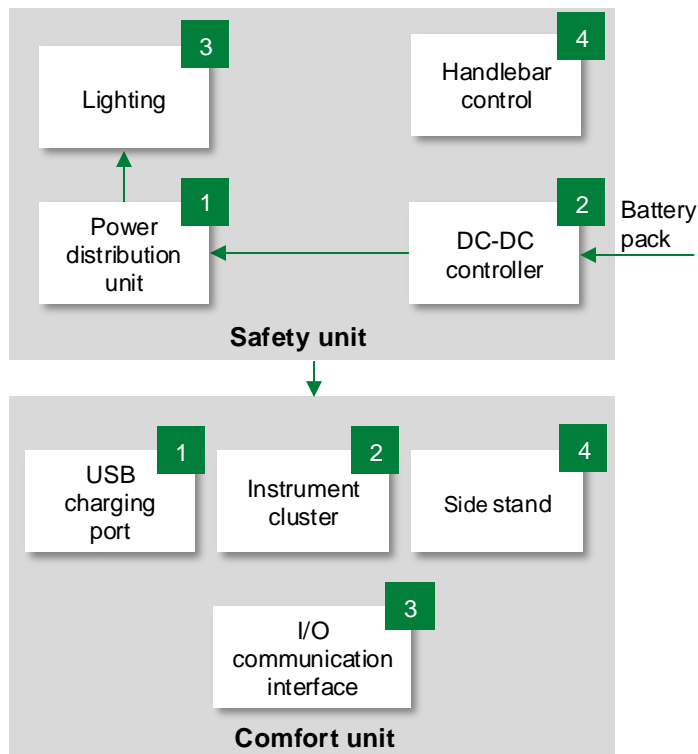 3
Lighting
4
Handlebar
control
1
Power
distribution
unit
2
DC-DC
controller
Battery
pack
Safety unit
1
USB
charging
port
2
Instrument
cluster
4
Side stand
3
I/O
communication
interface
Comfort unit